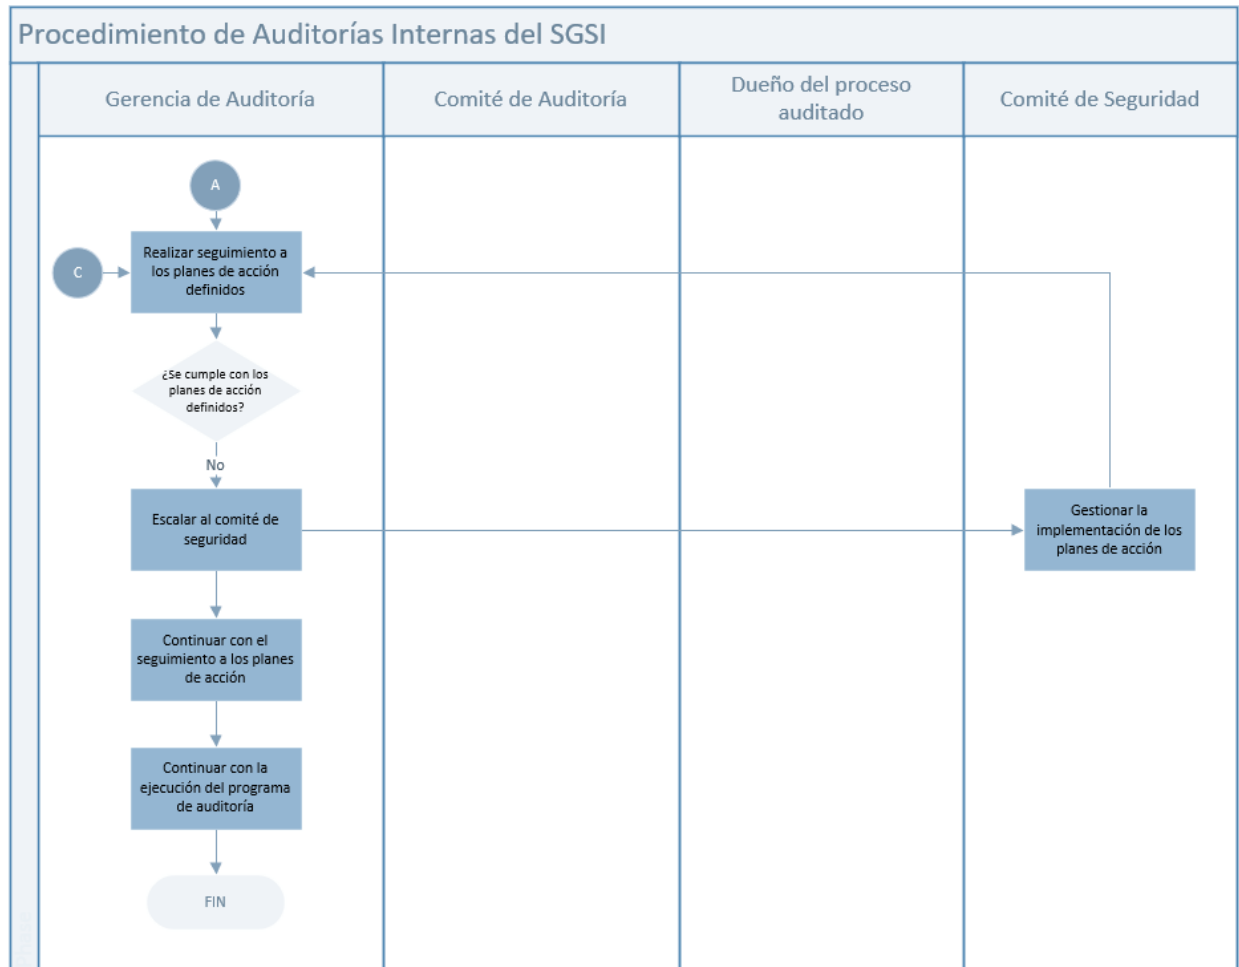 Procedimiento de Auditorías Internas del SGSI
Gerencia de Auditoría
Comité de Auditoría
Dueño del proceso
auditado
Comité de Seguridad
A
C
Realizar seguimiento a
los planes de acción
definidos
¿Se cumple con los
planes de acción
definidos?
No
Escalar al comité de
seguridad
Gestionar la
implementación de los
planes de acción
Continuar con el
seguimiento a los planes
de acción
Continuar con la
ejecución del programa
de auditoría
FIN